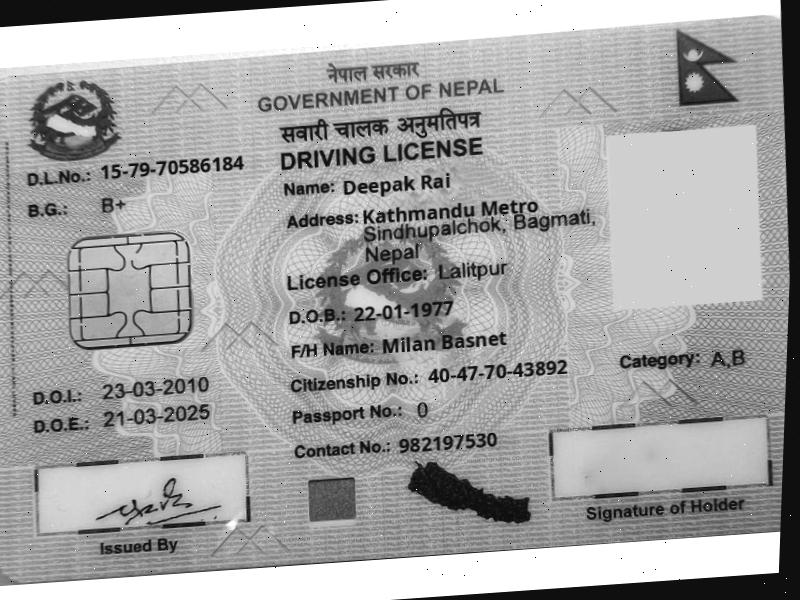 नेपाल सरकार
GOVERNMENT OF NEPAL
सवारी चालक अनुमतिपत्र
DRIVING LICENSE
D.L.No.: 15-79-70586184
B.G.: B+
Name: Deepak Rai
Address: Kathmandu Metro
Sindhupalchok, Bagmati,
Nepal
License Office: Lalitpur
D.O.B.: 22-01-1977
F/H Name: Milan Basnet
Citizenship No.: 40-47-70-43892
Category: A,B
D.O.I.: 23-03-2010
D.O.E.: 21-03-2025
Passport No.: 0
Contact No.: 982197530
Issued By
Signature of Holder